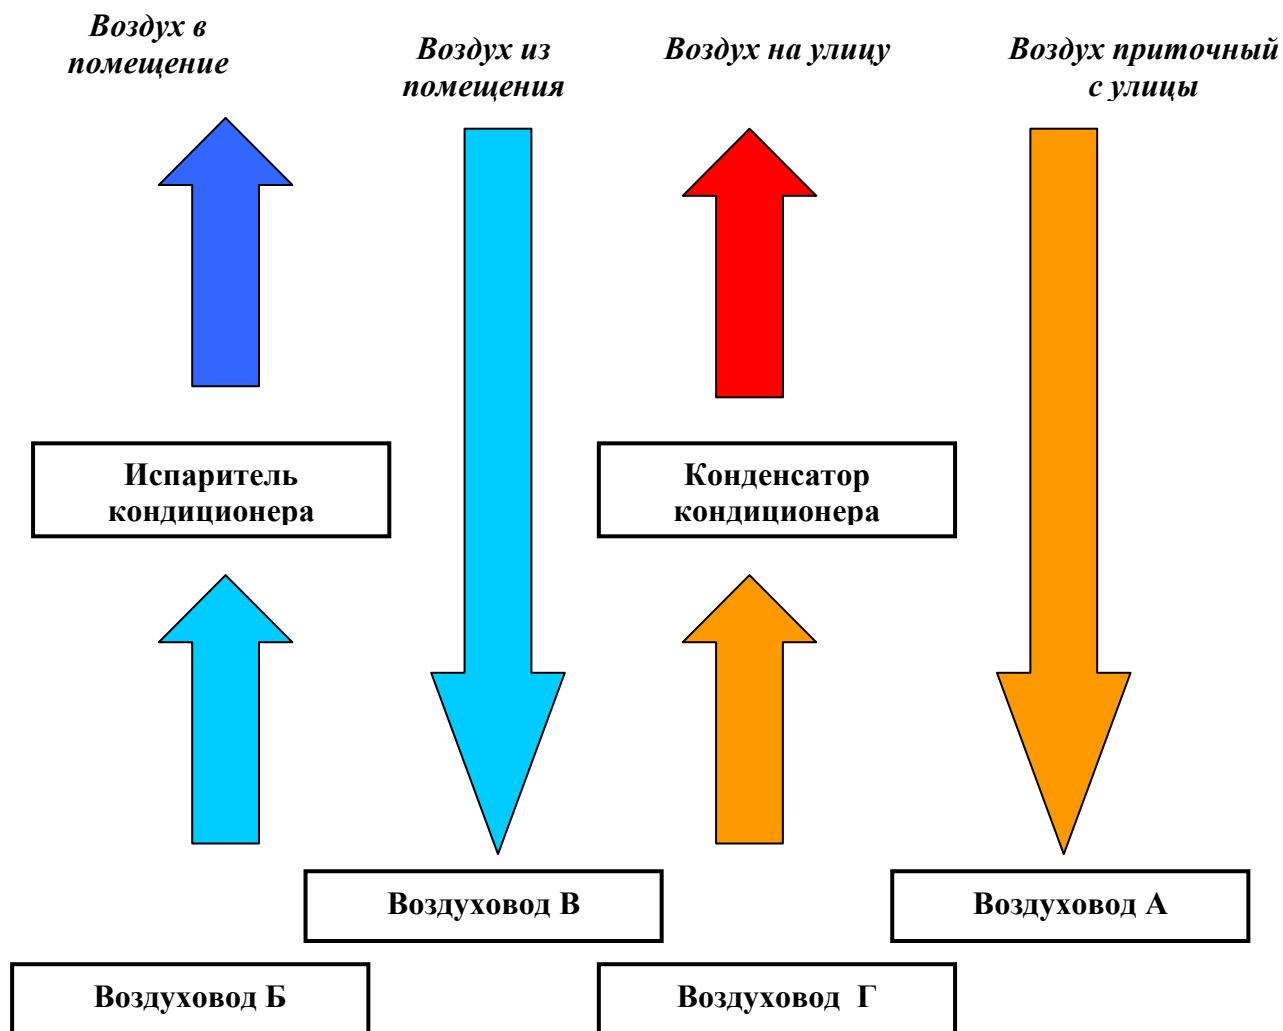 Воздух в
помещение
Воздух из
помещения
Воздух на улицу
Воздух приточный
с улицы
Испаритель
кондиционера
Конденсатор
кондиционера
Воздуховод В
Воздуховод А
Воздуховод Б
Воздуховод Г